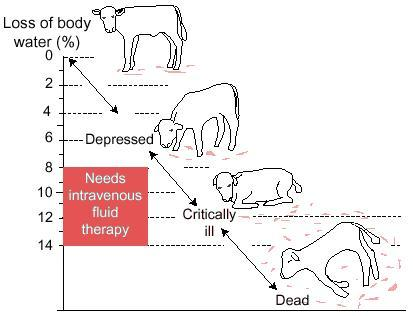 Loss of body
water (%)
0
2
4
Depressed
6
8
Needs
intravenous
fluid
therapy
10
12
Critically
ill
14
Dead